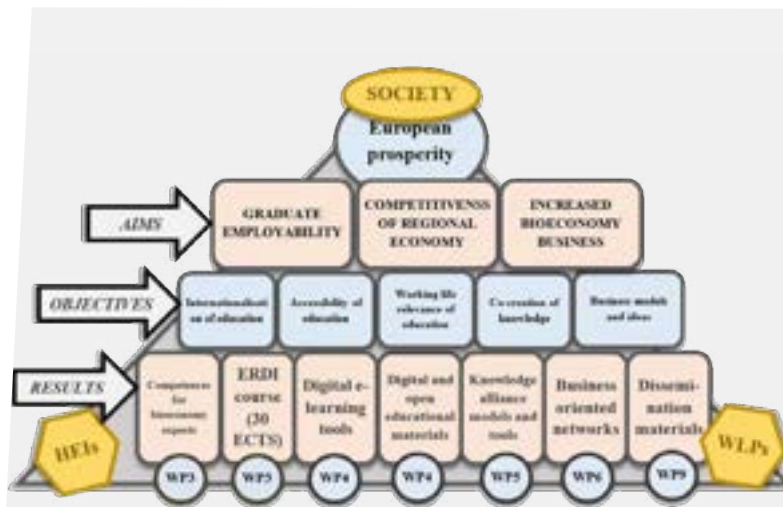 SOCIETY
European
prosperity
AIMS
GRADUATE
EMPLOYABILITY
COMPETITIVENSS
OF REGIONAL
ECONOMY
INCREASED
BIOECONOMY
BUSINESS
OBJECTIVES
Internationalisati
on of education
Accessibility of
education
Working life
relevance of
education
Co-creation of
knowledge
Business models
and ideas
RESULTS
Competences
for
bioeconomy
experts
ERDI
course
(30
ECTS)
Digital e-
learning
tools
Digital and
open
educational
materials
Knowledge
alliance
models and
tools
Business
oriented
networks
Dissemi-
nation
materials
HEIs
WLPs
WP3
WP3
WP4
WP4
WP5
WP6
WP9